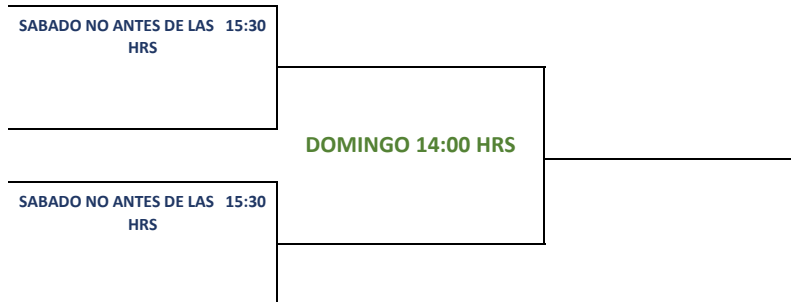 SABADO NO ANTES DE LAS 15:30
HRS
DOMINGO 14:00 HRS
SABADO NO ANTES DE LAS 15:30
HRS